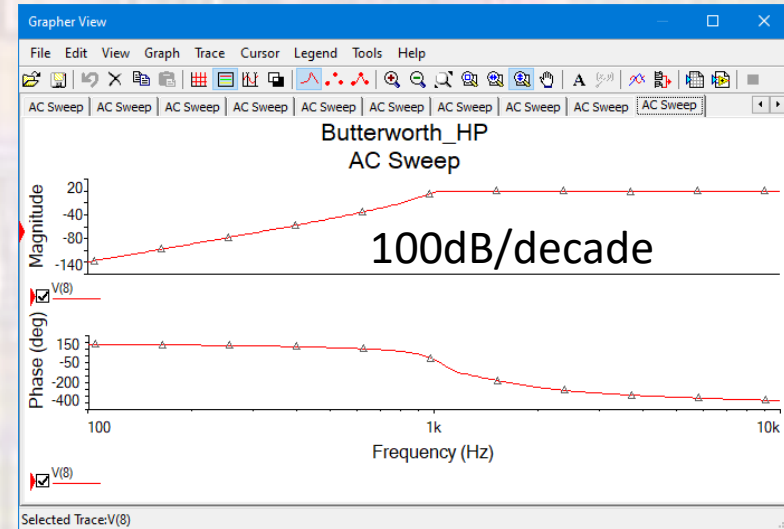 Grapher View
File Edit View Graph Trace Cursor Legend Tools Help
A
AC Sweep AC Sweep AC Sweep AC Sweep AC Sweep AC Sweep AC Sweep AC Sweep AC Sweep AC Sweep
Butterworth_HP
AC Sweep
Magnitude
20
-40
-80
-140
100dB/decade
V(8)
Phase (deg)
150
-50
-200
-400
100 1k 10k
Frequency (Hz)
V(8)
Selected Trace:V(8)